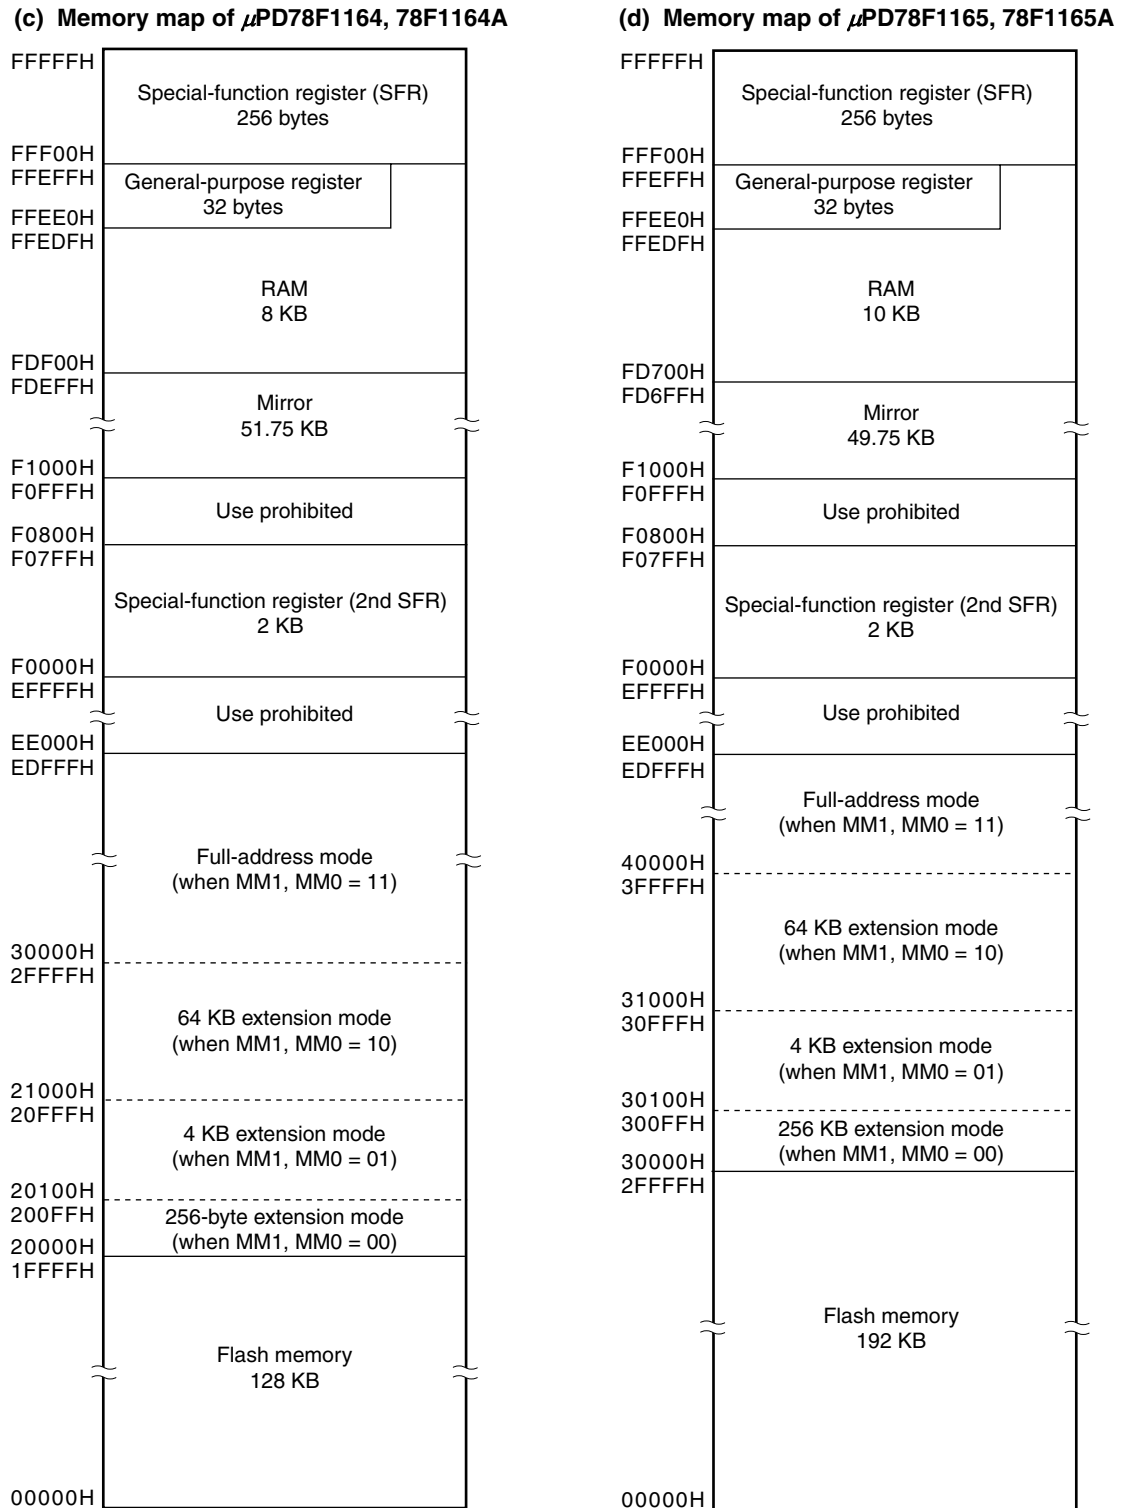 (c) Memory map of μPD78F1164, 78F1164A
FFFFFH
Special-function register (SFR)
256 bytes
FFF00H
FFEFFH
General-purpose register
32 bytes
FFEE0H
FFEDFH
RAM
8 KB
FDF00H
FDEFFH
Mirror
51.75 KB
F1000H
F0FFFH
Use prohibited
F0800H
F07FFH
Special-function register (2nd SFR)
2 KB
F0000H
EFFFFH
Use prohibited
EE000H
EDFFFH
Full-address mode
(when MM1, MM0 = 11)
30000H
2FFFFH
64 KB extension mode
(when MM1, MM0 = 10)
21000H
20FFFH
4 KB extension mode
(when MM1, MM0 = 01)
20100H
200FFH
256-byte extension mode
(when MM1, MM0 = 00)
20000H
1FFFFH
Flash memory
128 KB
00000H
(d) Memory map of μPD78F1165, 78F1165A
FFFFFH
Special-function register (SFR)
256 bytes
FFF00H
FFEFFH
General-purpose register
32 bytes
FFEE0H
FFEDFH
RAM
10 KB
FD700H
FD6FFH
Mirror
49.75 KB
F1000H
F0FFFH
Use prohibited
F0800H
F07FFH
Special-function register (2nd SFR)
2 KB
F0000H
EFFFFH
Use prohibited
EE000H
EDFFFH
Full-address mode
(when MM1, MM0 = 11)
40000H
3FFFFH
64 KB extension mode
(when MM1, MM0 = 10)
31000H
30FFFH
4 KB extension mode
(when MM1, MM0 = 01)
30100H
300FFH
256 KB extension mode
(when MM1, MM0 = 00)
30000H
2FFFFH
Flash memory
192 KB
00000H